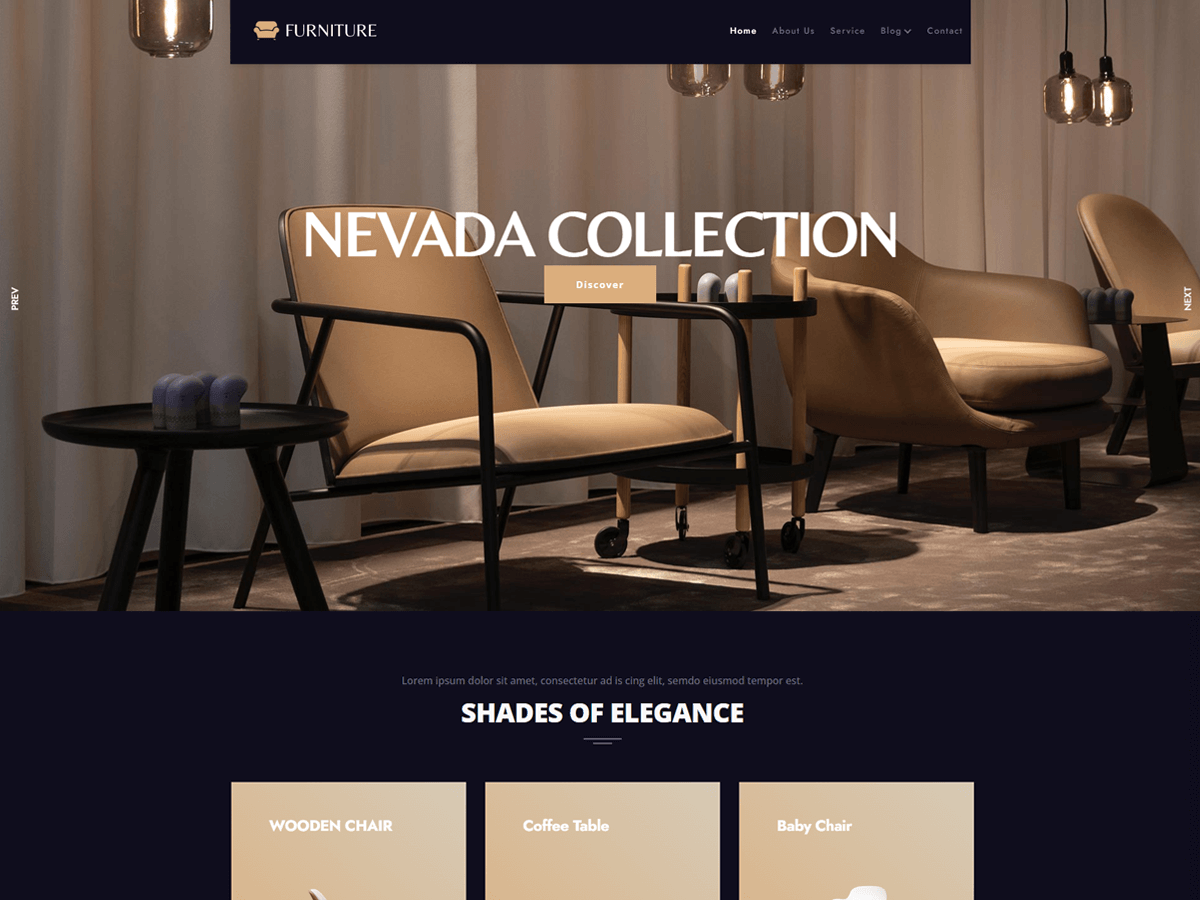 FURNITURE
Home About Us Service Blog Contact
NEVADA COLLECTION
Discover
PREV
NEXT
Lorem ipsum dolor sit amet, consectetur ad is cing elit, semdo eiusmod tempor est.
SHADES OF ELEGANCE
WOODEN CHAIR
Coffee Table
Baby Chair